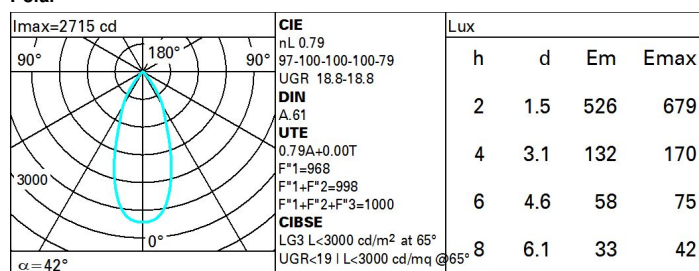 Imax=2715 cd
90°
180°
90°
3000
0°
α=42°
CIE
nL 0.79
97-100-100-100-79
UGR 18.8-18.8
DIN
A.61
UTE
0.79A+0.00T
F"1=968
F"1+F"2=998
F"1+F"2+F"3=1000
CIBSE
LG3 L<3000 cd/m² at 65°
UGR<19 | L<3000 cd/mq @65°
Lux
h d Em Emax
2 1.5 526 679
4 3.1 132 170
6 4.6 58 75
8 6.1 33 42